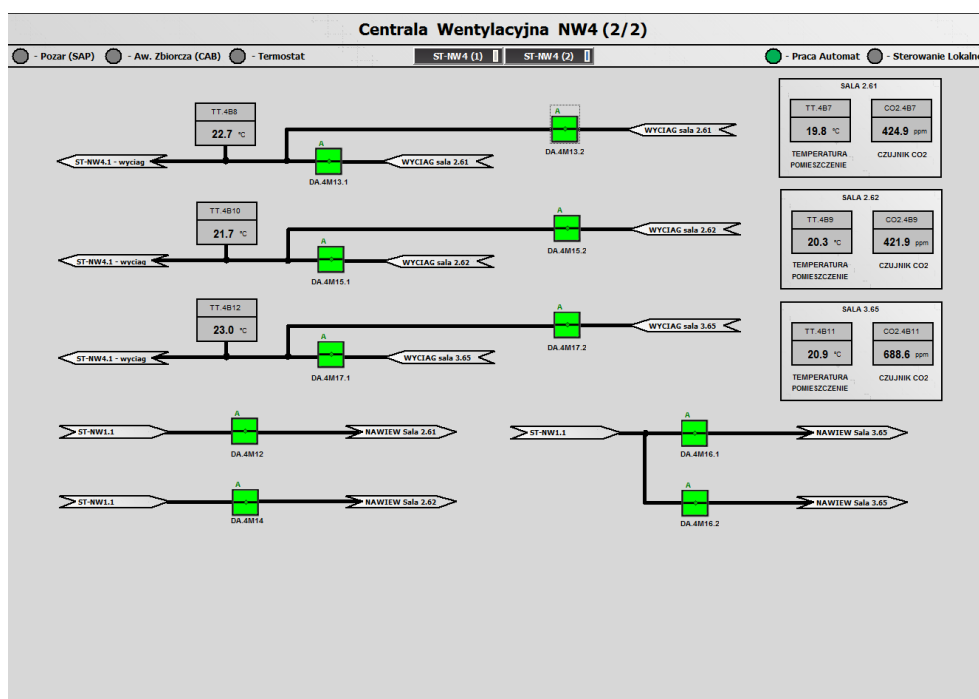 Centrala Wentylacyjna NW4 (2/2)
- Pozar (SAP) - Aw. Zbiorcza (CAB) - Termostat ST-NW4 (1) ST-NW4 (2) - Praca Automat - Sterowanie Lokalne
SALA 2.61
TT.4B7 CO2.4B7
19.8 °C 424.9 ppm
TEMPERATURA CZUJNIK CO2
POMIESZCZENIE
TT.4B8
22.7 °C
A
WYCIAG sala 2.61
DA.4M13.2
A
ST-NW4.1 - wyciag WYCIAG sala 2.61
DA.4M13.1
SALA 2.62
TT.4B9 CO2.4B9
20.3 °C 421.9 ppm
TEMPERATURA CZUJNIK CO2
POMIESZCZENIE
TT.4B10
21.7 °C
A
WYCIAG sala 2.62
DA.4M15.2
A
ST-NW4.1 - wyciag WYCIAG sala 2.62
DA.4M15.1
SALA 3.65
TT.4B11 CO2.4B11
20.9 °C 688.6 ppm
TEMPERATURA CZUJNIK CO2
POMIESZCZENIE
TT.4B12
23.0 °C
A
WYCIAG sala 3.65
DA.4M17.2
A
ST-NW4.1 - wyciag WYCIAG sala 3.65
DA.4M17.1
A
ST-NW1.1 NAWIEW Sala 2.61
DA.4M12
A
ST-NW1.1 NAWIEW Sala 3.65
DA.4M16.1
A
ST-NW1.1 NAWIEW Sala 2.62
DA.4M14
A
NAWIEW Sala 3.65
DA.4M16.2